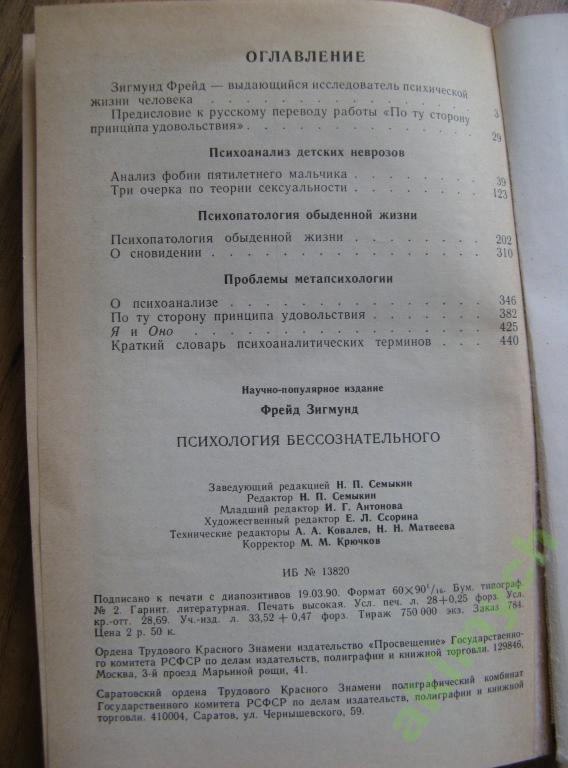 ОГЛАВЛЕНИЕ
Зигмунд Фрейд — выдающийся исследователь психической
жизни человека . . . . . . . . . . . . . . . . 3
Предисловие к русскому переводу работы «По ту сторону
принципа удовольствия» . . . . . . . . . . . . . . 29
Психоанализ детских неврозов
Анализ фобии пятилетнего мальчика . . . . . . . . . 39
Три очерка по теории сексуальности . . . . . . . . . 123
Психопатология обыденной жизни
Психопатология обыденной жизни . . . . . . . . . 202
О сновидении . . . . . . . . . . . . . . . . . 310
Проблемы метапсихологии
О психоанализе . . . . . . . . . . . . . . . . 346
По ту сторону принципа удовольствия . . . . . . . . 382
Я и Оно . . . . . . . . . . . . . . . . . . 425
Краткий словарь психоаналитических терминов . . . . . 440
Научно-популярное издание
Фрейд Зигмунд
ПСИХОЛОГИЯ БЕССОЗНАТЕЛЬНОГО
Заведующий редакцией Н. П. Семыкин
Редактор Н. П. Семыкин
Младший редактор И. Г. Антонова
Художественный редактор Е. Л. Ссорина
Технические редакторы А. А. Ковалев, Н. Н. Матвеева
Корректор М. М. Крючков
ИБ № 13820
Подписано к печати с диапозитивов 19.03.90. Формат 60×90¹/₁₆. Бум. типограф.
№ 2. Гарнит. литературная. Печать высокая. Усл. печ. л. 28+0,25 форз. Усл.
кр.-отт. 28,69. Уч.-изд. л. 33,52+0,47 форз. Тираж 750 000 экз. Заказ 784.
Цена 2 р. 50 к.
Ордена Трудового Красного Знамени издательство «Просвещение» Государственно-
го комитета РСФСР по делам издательств, полиграфии и книжной торговли. 129846,
Москва, 3-й проезд Марьиной рощи, 41.
Саратовский ордена Трудового Красного Знамени полиграфический комбинат
Государственного комитета РСФСР по делам издательств, полиграфии и книжной
торговли. 410004, Саратов, ул. Чернышевского, 59.